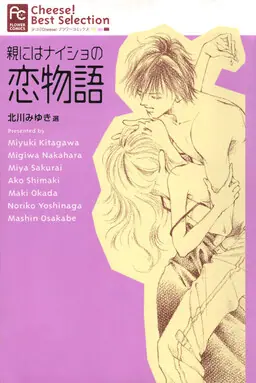 FC
FLOWER COMICS
Cheese!
Best Selection
親にはナイショの
恋物語
北川みゆき 選
Presented by
Miyuki Kitagawa
Migiwa Nakahara
Miya Sakurai
Ako Shimaki
Maki Okada
Noriko Yoshinaga
Mashin Osakabe